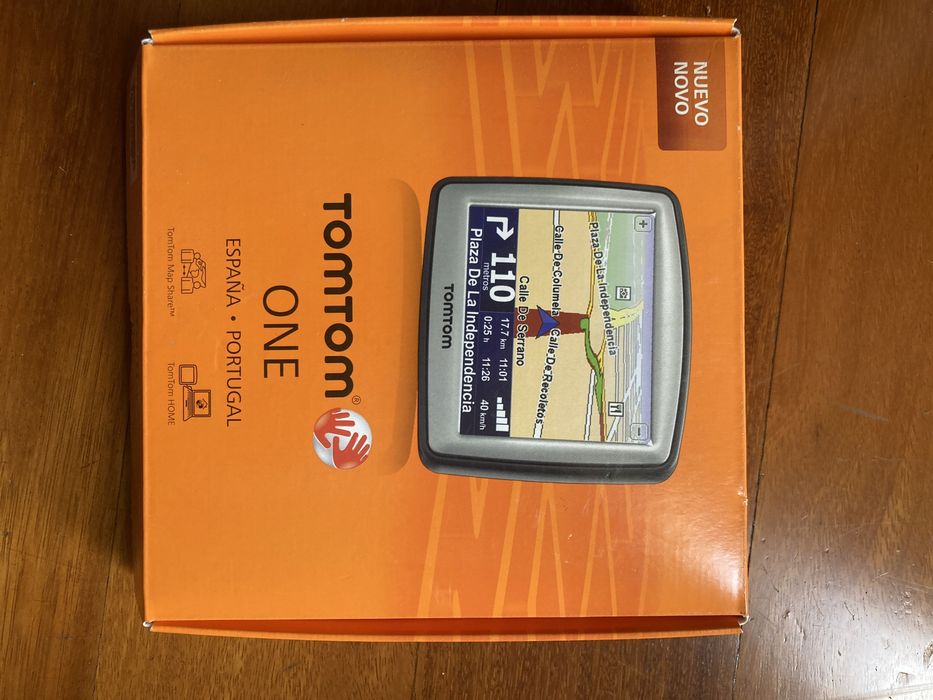 NUEVO
NOVO
+
-
Plaza De La Independencia
Calle De Columela
Calle De Recoletos
Calle De Serrano
110
metros
17.7 km
11:01
0:25 h
11:26
40 km/h
Plaza De La Independencia
TOMTOM
TOMTOM®
ONE
ESPAÑA • PORTUGAL
TomTom Map Share™
TomTom HOME